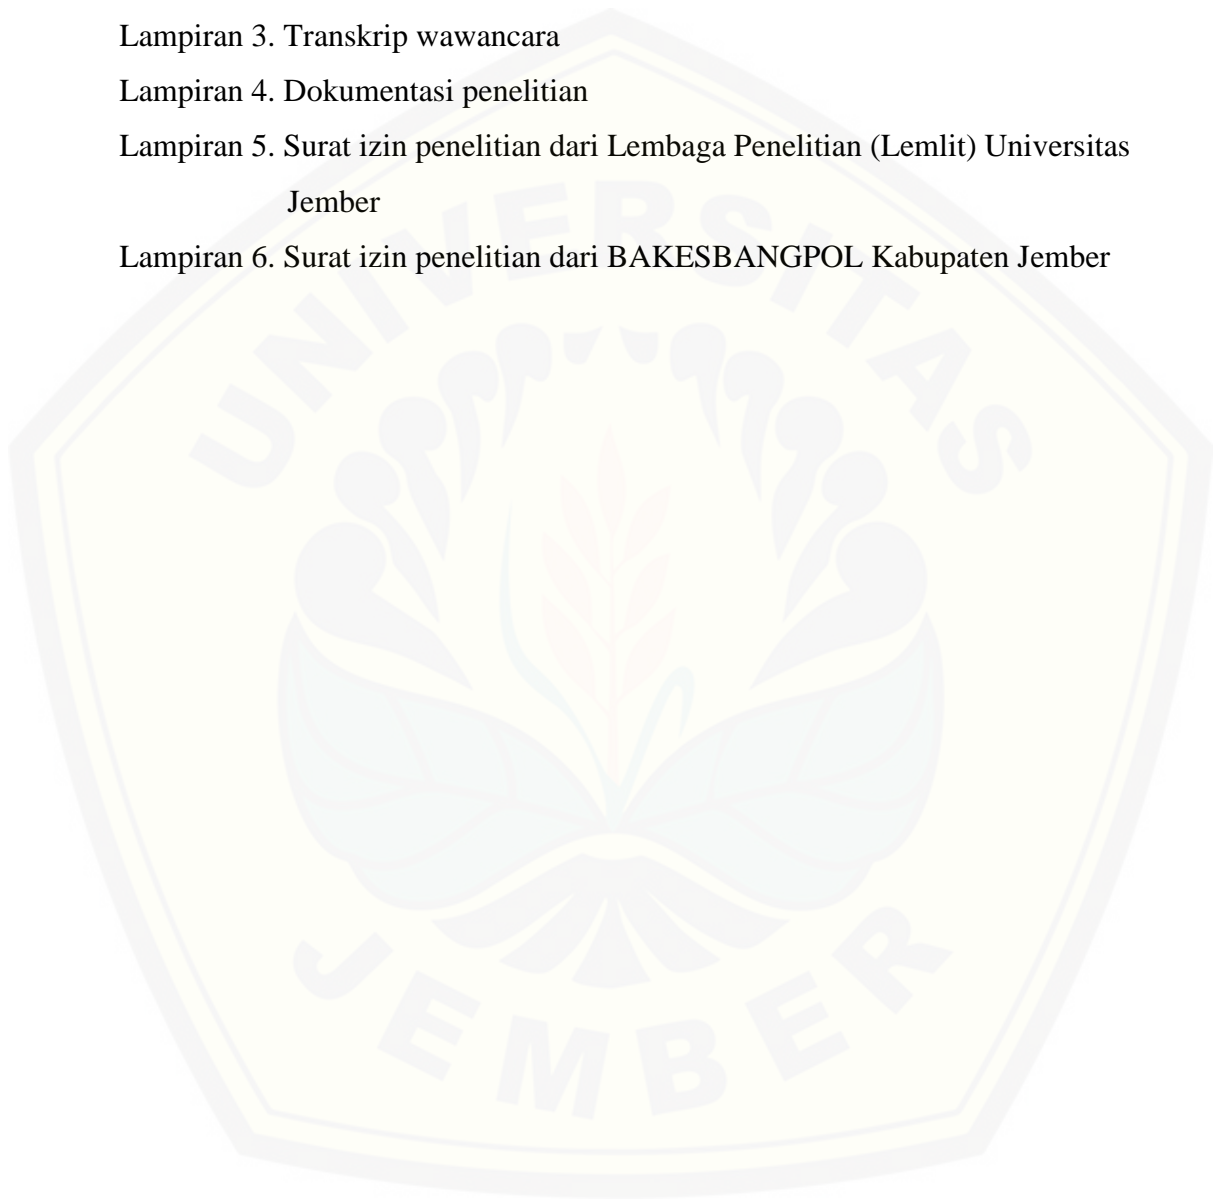 Lampiran 3. Transkrip wawancara
Lampiran 4. Dokumentasi penelitian
Lampiran 5. Surat izin penelitian dari Lembaga Penelitian (Lemlit) Universitas
Jember
Lampiran 6. Surat izin penelitian dari BAKESBANGPOL Kabupaten Jember
UNIVERSITAS
JEMBER